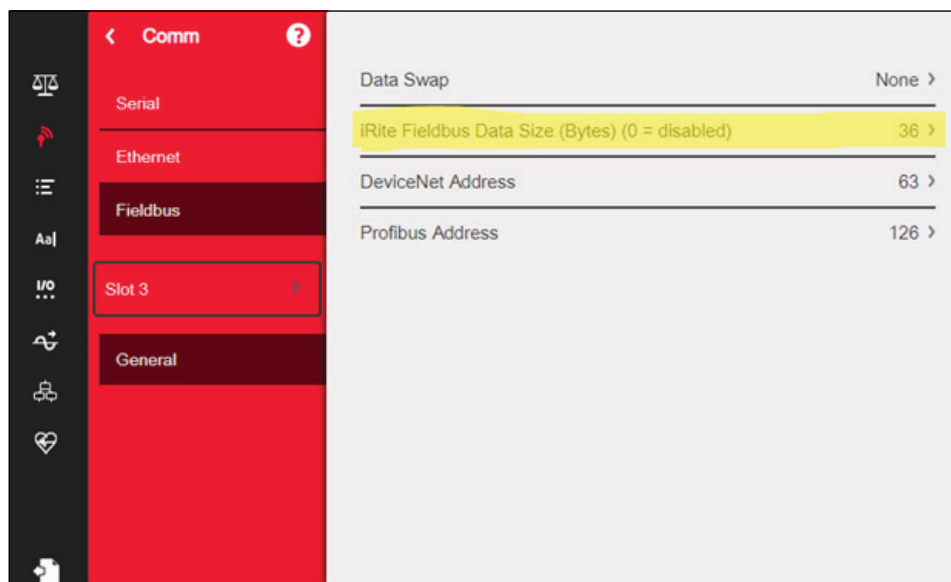 Comm
?
Serial
Ethernet
Fieldbus
Slot 3
General
Aa
I/O
Data Swap None
iRite Fieldbus Data Size (Bytes) (0 = disabled) 36
DeviceNet Address 63
Profibus Address 126